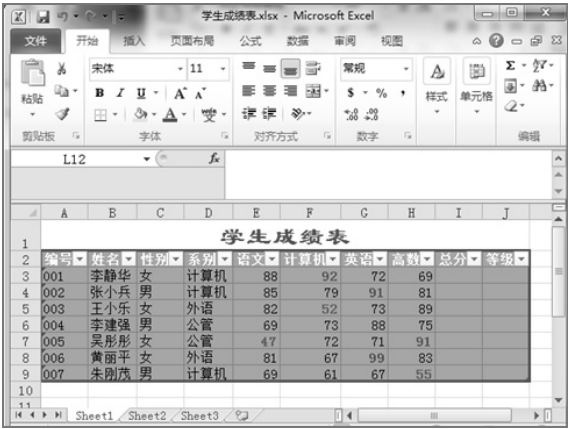 学生成绩表.xlsx - Microsoft Excel
文件 开始 插入 页面布局 公式 数据 审阅 视图
宋体 11 常规 Σ
粘贴 B I U A A $ % , 样式 单元格
A
剪贴板 字体 对齐方式 数字 编辑
L12 fx
A B C D E F G H I J
1 学生成绩表
2 编号 姓名 性别 系别 语文 计算机 英语 高数 总分 等级
3 001 李静华 女 计算机 88 92 72 69
4 002 张小兵 男 计算机 85 79 91 81
5 003 王小乐 女 外语 82 52 73 89
6 004 李建强 男 公管 69 73 88 75
7 005 吴彤彤 女 公管 47 72 71 91
8 006 黄丽平 女 外语 81 67 99 83
9 007 朱刚茂 男 计算机 69 61 67 55
10
11
Sheet1 Sheet2 Sheet3